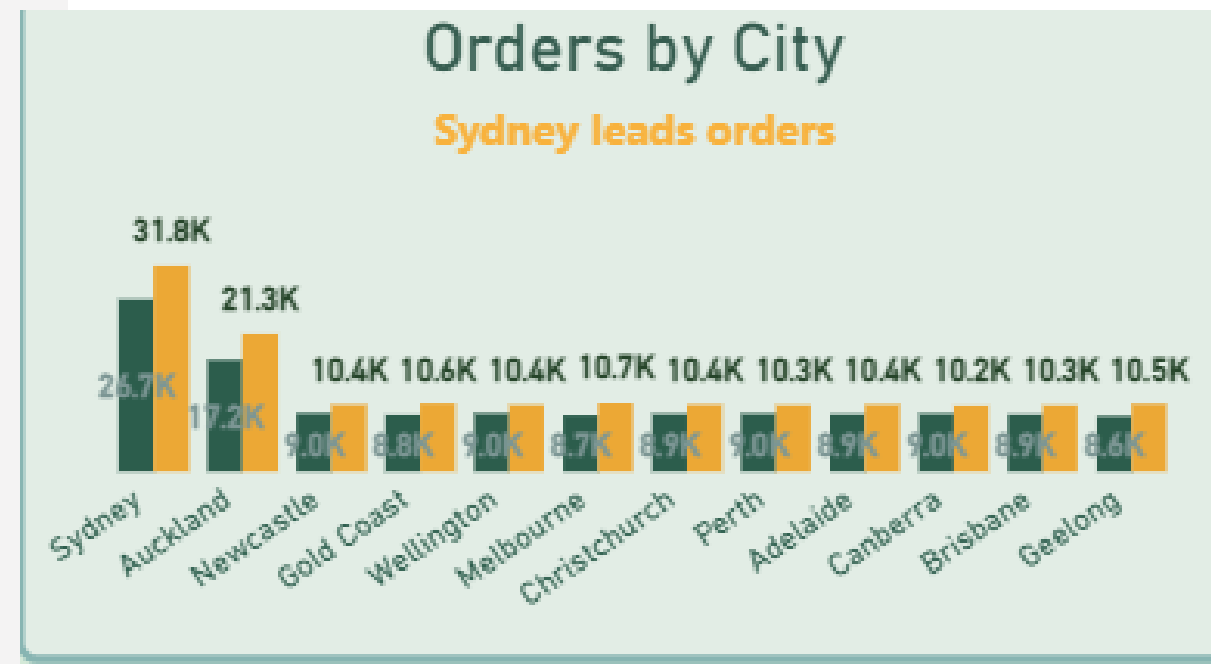 Orders by City
Sydney leads orders
31.8K
21.3K
10.4K 10.6K 10.4K 10.7K 10.4K 10.3K 10.4K 10.2K 10.3K 10.5K
26.7K
17.2K
9.0K 8.8K 9.0K 8.7K 8.9K 9.0K 8.9K 9.0K 8.9K 8.6K
Sydney
Auckland
Newcastle
Gold Coast
Wellington
Melbourne
Christchurch
Perth
Adelaide
Canberra
Brisbane
Geelong